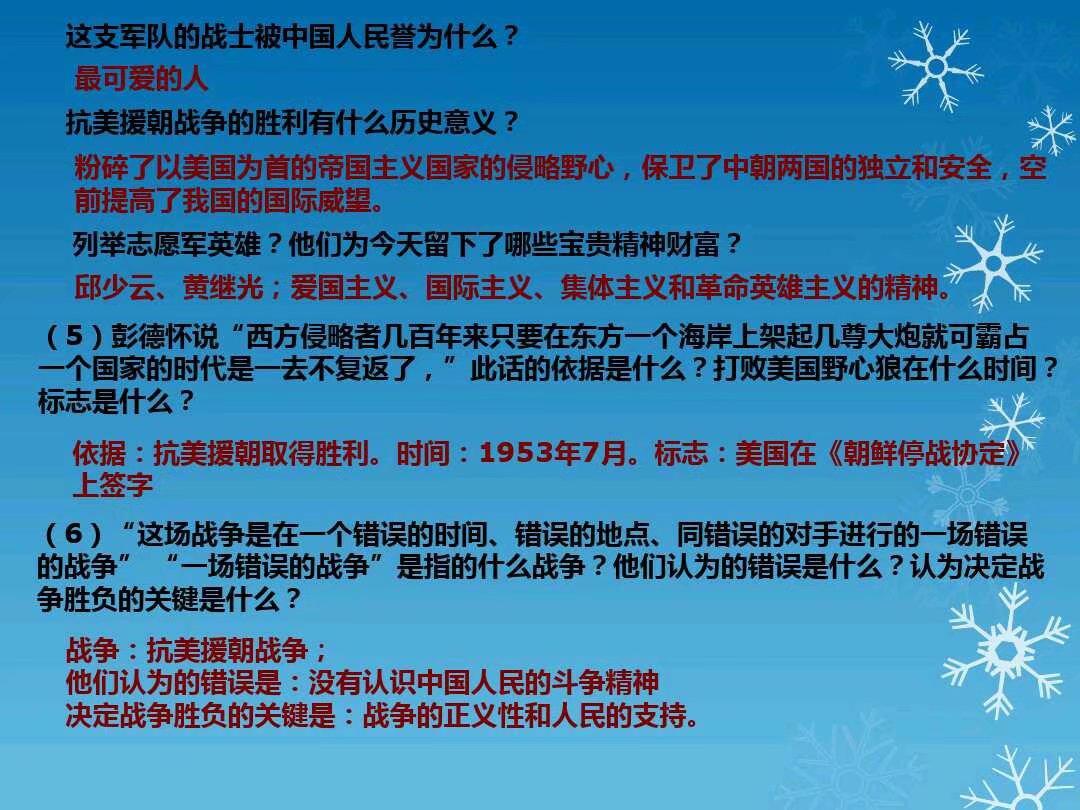 这支军队的战士被中国人民誉为什么？
最可爱的人
抗美援朝战争的胜利有什么历史意义？
粉碎了以美国为首的帝国主义国家的侵略野心，保卫了中朝两国的独立和安全，空
前提高了我国的国际威望。
列举志愿军英雄？他们为今天留下了哪些宝贵精神财富？
邱少云、黄继光；爱国主义、国际主义、集体主义和革命英雄主义的精神。
（5）彭德怀说“西方侵略者几百年来只要在东方一个海岸上架起几尊大炮就可霸占
一个国家的时代是一去不复返了，”此话的依据是什么？打败美国野心狼在什么时间？
标志是什么？
依据：抗美援朝取得胜利。时间：1953年7月。标志：美国在《朝鲜停战协定》
上签字
（6）“这场战争是在一个错误的时间、错误的地点、同错误的对手进行的一场错误
的战争” “一场错误的战争”是指的什么战争？他们认为的错误是什么？认为决定战
争胜负的关键是什么？
战争：抗美援朝战争；
他们认为的错误是：没有认识中国人民的斗争精神
决定战争胜负的关键是：战争的正义性和人民的支持。